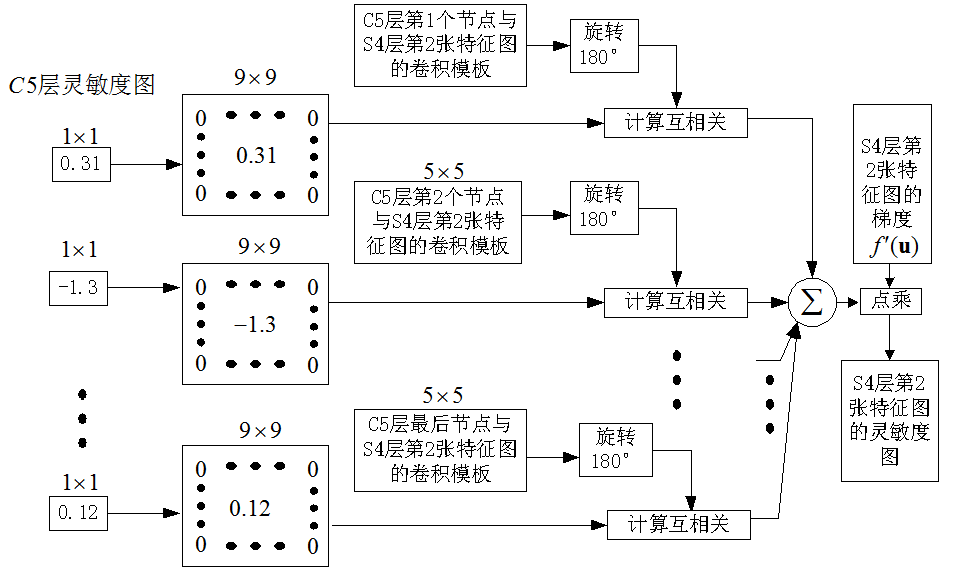 C5层灵敏度图
1×1
0.31
9×9
0 0
0.31
0 0
C5层第1个节点与
S4层第2张特征图
的卷积模板
旋转
180°
计算互相关
1×1
-1.3
9×9
0 0
−1.3
0 0
5×5
C5层第2个节点
与S4层第2张特
征图的卷积模板
旋转
180°
计算互相关
1×1
0.12
9×9
0 0
0.12
0 0
5×5
C5层最后节点与
S4层第2张特征图
的卷积模板
旋转
180°
计算互相关
∑
S4层第
2张特
征图的
梯度
f′(u)
点乘
S4层第2
张特征图
的灵敏度
图